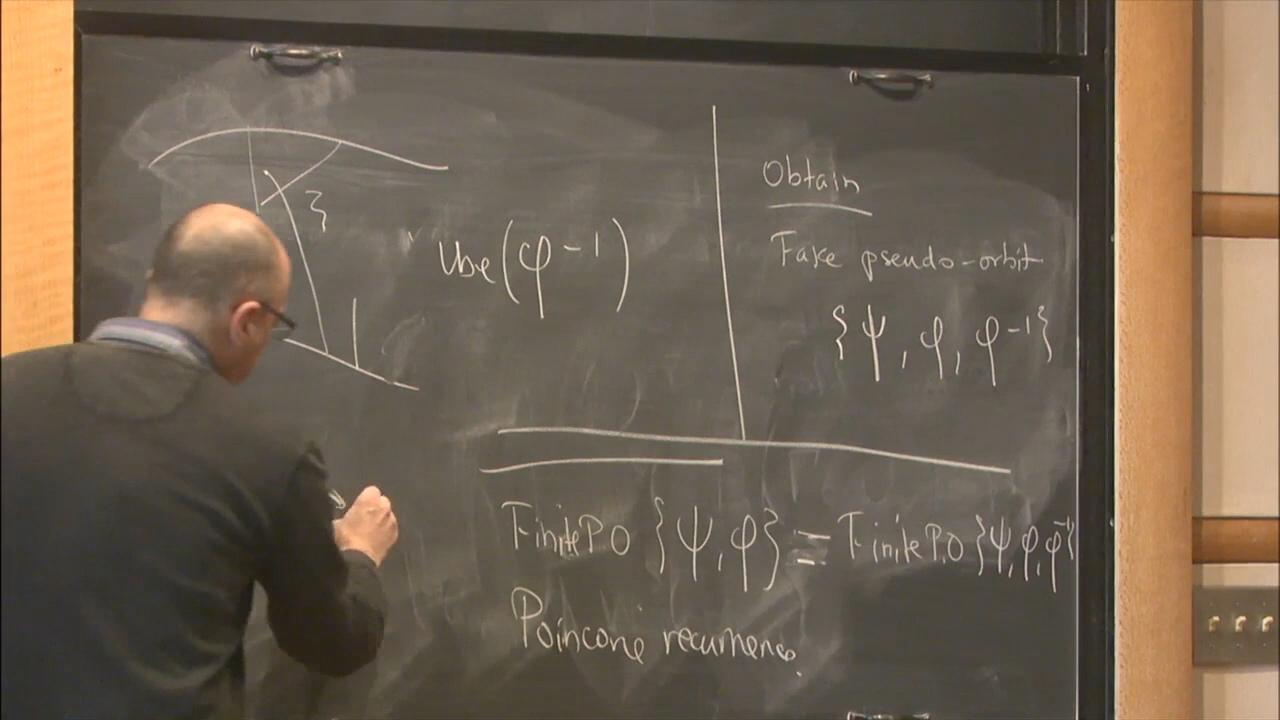 Use (φ⁻¹)
Obtain
Fake pseudo-orbit
{ψ, φ, φ⁻¹}
Finite P O {ψ, φ} = Finite P.O {ψ, φ, φ⁻¹}
Poincare recurrence.